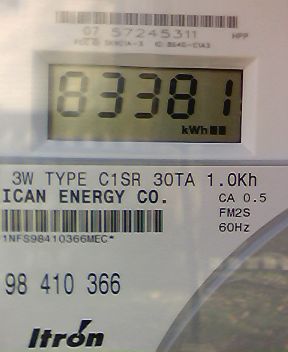 07 57245311 HPP
83381
kWh
3W TYPE C1SR 30TA 1.0Kh
ICAN ENERGY CO. CA 0.5
FM2S
60Hz
1NFS98410366MEC*
98 410 366
Itron